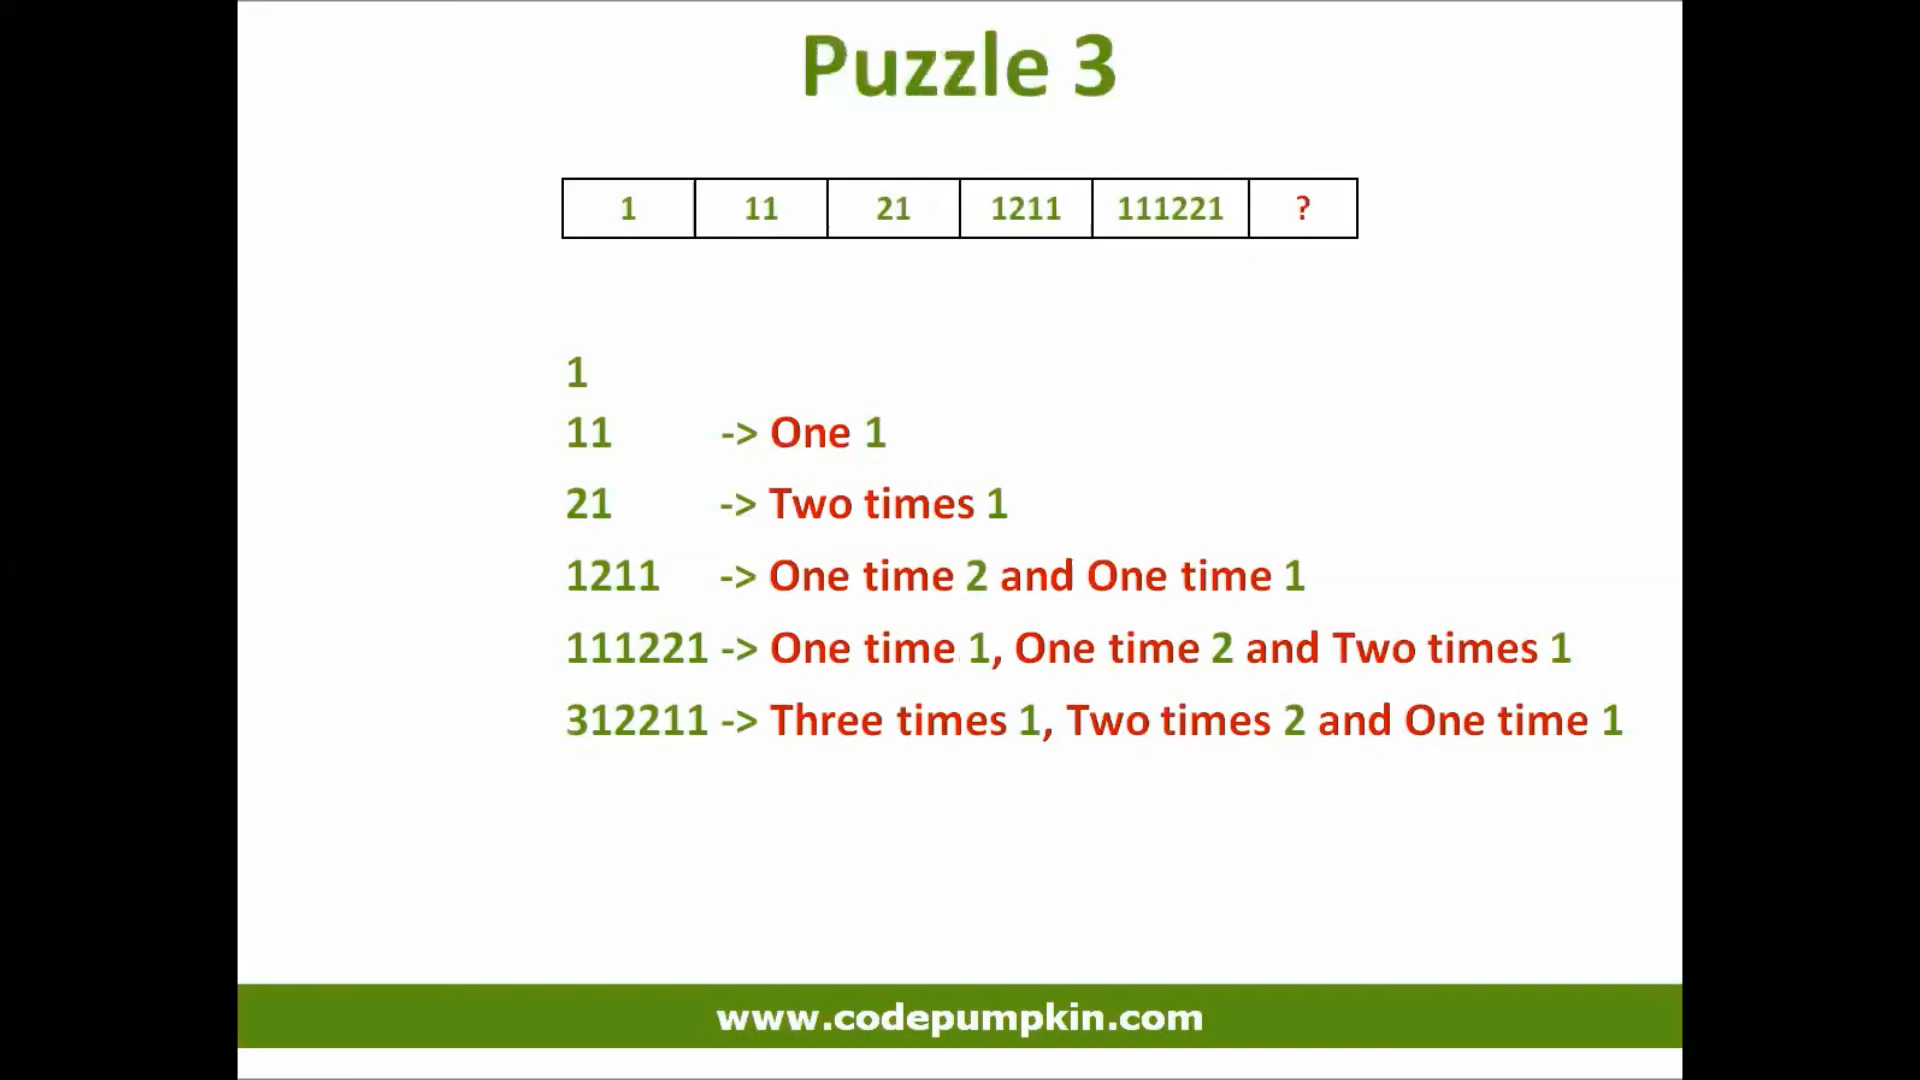 Puzzle 3
1 11 21 1211 111221 ?
1
11 -> One 1
21 -> Two times 1
1211 -> One time 2 and One time 1
111221 -> One time 1, One time 2 and Two times 1
312211 -> Three times 1, Two times 2 and One time 1
www.codepumpkin.com